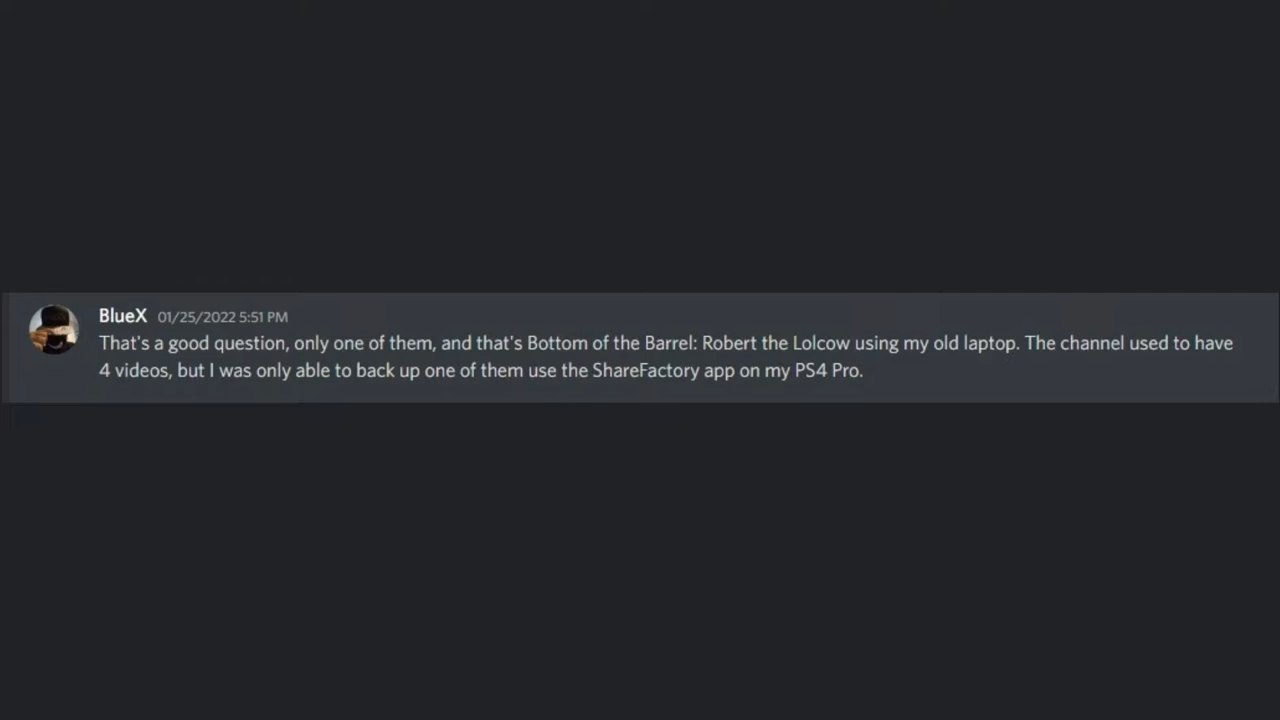 BlueX 01/25/2022 5:51 PM
That's a good question, only one of them, and that's Bottom of the Barrel: Robert the Lolcow using my old laptop. The channel used to have
4 videos, but I was only able to back up one of them use the ShareFactory app on my PS4 Pro.